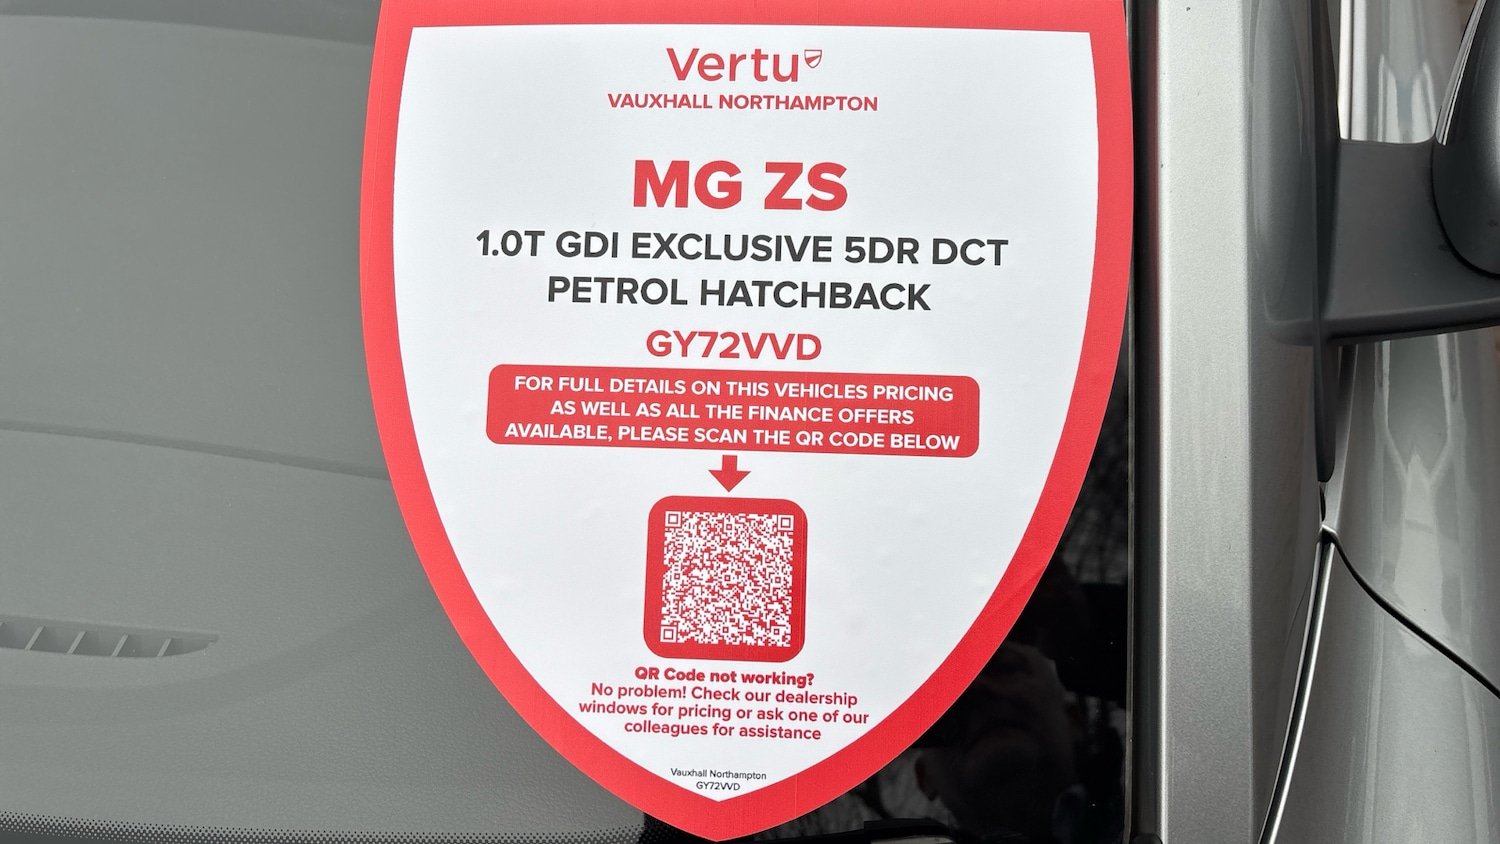 Vertu
VAUXHALL NORTHAMPTON
MG ZS
1.0T GDI EXCLUSIVE 5DR DCT
PETROL HATCHBACK
GY72VVD
FOR FULL DETAILS ON THIS VEHICLES PRICING
AS WELL AS ALL THE FINANCE OFFERS
AVAILABLE, PLEASE SCAN THE QR CODE BELOW
QR Code not working?
No problem! Check our dealership
windows for pricing or ask one of our
colleagues for assistance
Vauxhall Northampton
GY72VVD